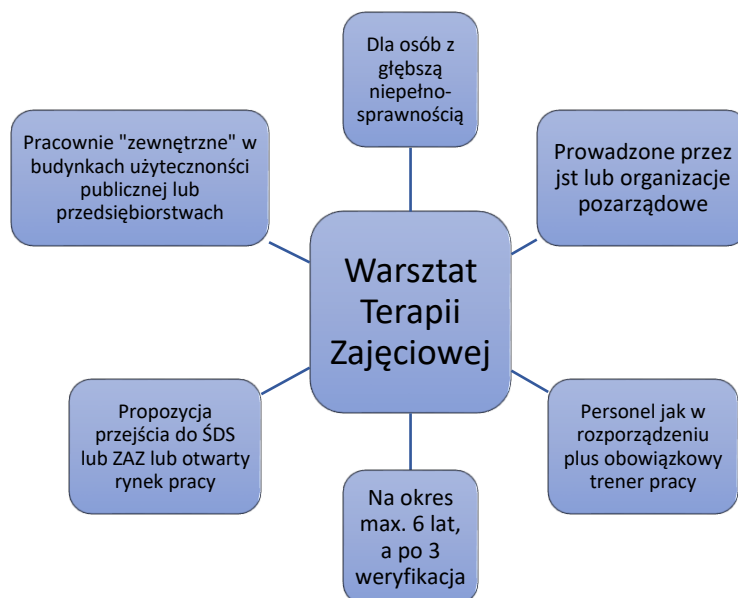 Dla osób z
głębszą
niepełno-
sprawnością
Pracownie "zewnętrzne" w
budynkach użytecznonści
publicznej lub
przedsiębiorstwach
Prowadzone przez
jst lub organizacje
pozarządowe
Warsztat
Terapii
Zajęciowej
Propozycja
przejścia do ŚDS
lub ZAZ lub otwarty
rynek pracy
Personel jak w
rozporządzeniu
plus obowiązkowy
trener pracy
Na okres
max. 6 lat,
a po 3
weryfikacja